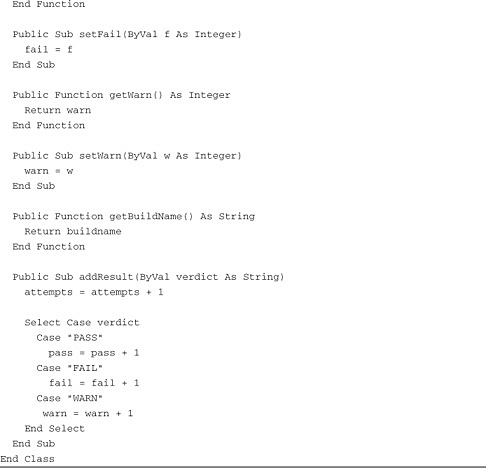 End Function
Public Sub setFail(ByVal f As Integer)
fail = f
End Sub
Public Function getWarn() As Integer
Return warn
End Function
Public Sub setWarn(ByVal w As Integer)
warn = w
End Sub
Public Function getBuildName() As String
Return buildname
End Function
Public Sub addResult(ByVal verdict As String)
attempts = attempts + 1
Select Case verdict
Case "PASS"
pass = pass + 1
Case "FAIL"
fail = fail + 1
Case "WARN"
warn = warn + 1
End Select
End Sub
End Class